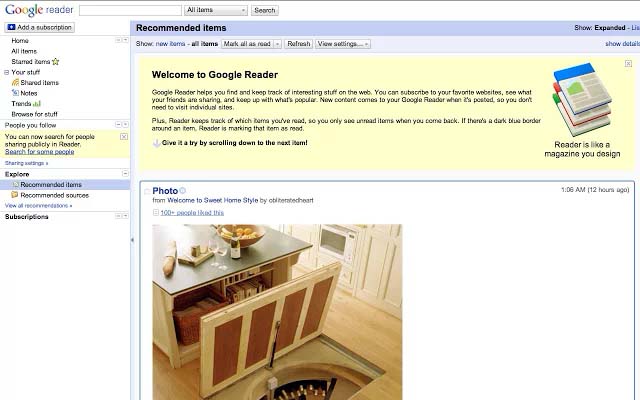 Google reader
All items
Search
Add a subscription
Home
All items
Starred items
Your stuff
Shared items
Notes
Trends
Browse for stuff
People you follow
You can now search for people
sharing publicly in Reader.
Search for some people
Sharing settings »
Explore
Recommended items
Recommended sources
View all recommendations »
Subscriptions
Recommended items
Show: Expanded - Lis
Show: new items - all items
Mark all as read
Refresh
View settings...
show details
Welcome to Google Reader
Google Reader helps you find and keep track of interesting stuff on the web. You can subscribe to your favorite websites, see what
your friends are sharing, and keep up with what's popular. New content comes to your Google Reader when it's posted, so you don't
need to visit individual sites.
Plus, Reader keeps track of which items you've read, so you only see unread items when you come back. If there's a dark blue border
around an item, Reader is marking that item as read.
Give it a try by scrolling down to the next item!
Reader is like a
magazine you design
Photo
1:06 AM (12 hours ago)
from Welcome to Sweet Home Style by obliteratedheart
100+ people liked this